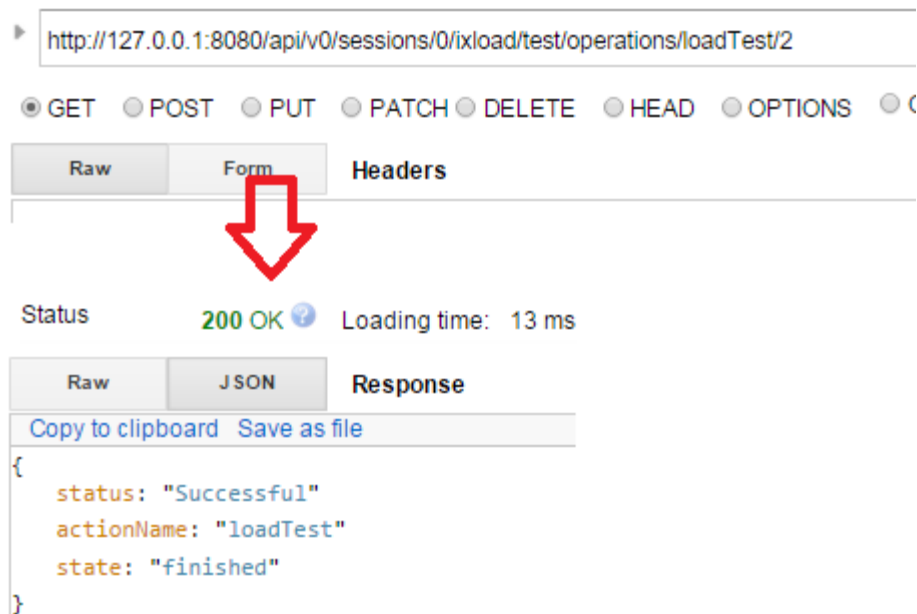 http://127.0.0.1:8080/api/v0/sessions/0/ixload/test/operations/loadTest/2
GET POST PUT PATCH DELETE HEAD OPTIONS
Raw Form Headers
Status 200 OK ? Loading time: 13 ms
Raw JSON Response
Copy to clipboard Save as file
{
status: "Successful"
actionName: "loadTest"
state: "finished"
}